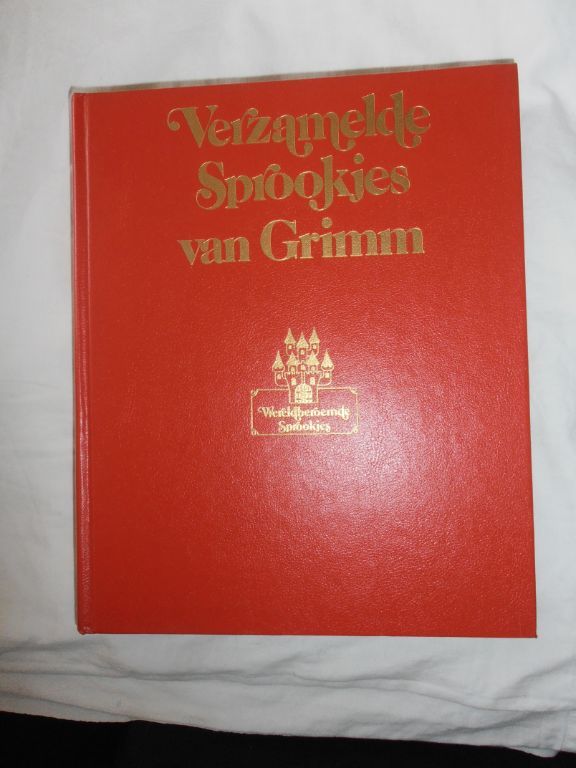 Verzamelde
Sprookjes
van Grimm
Wereldberoemde
Sprookjes